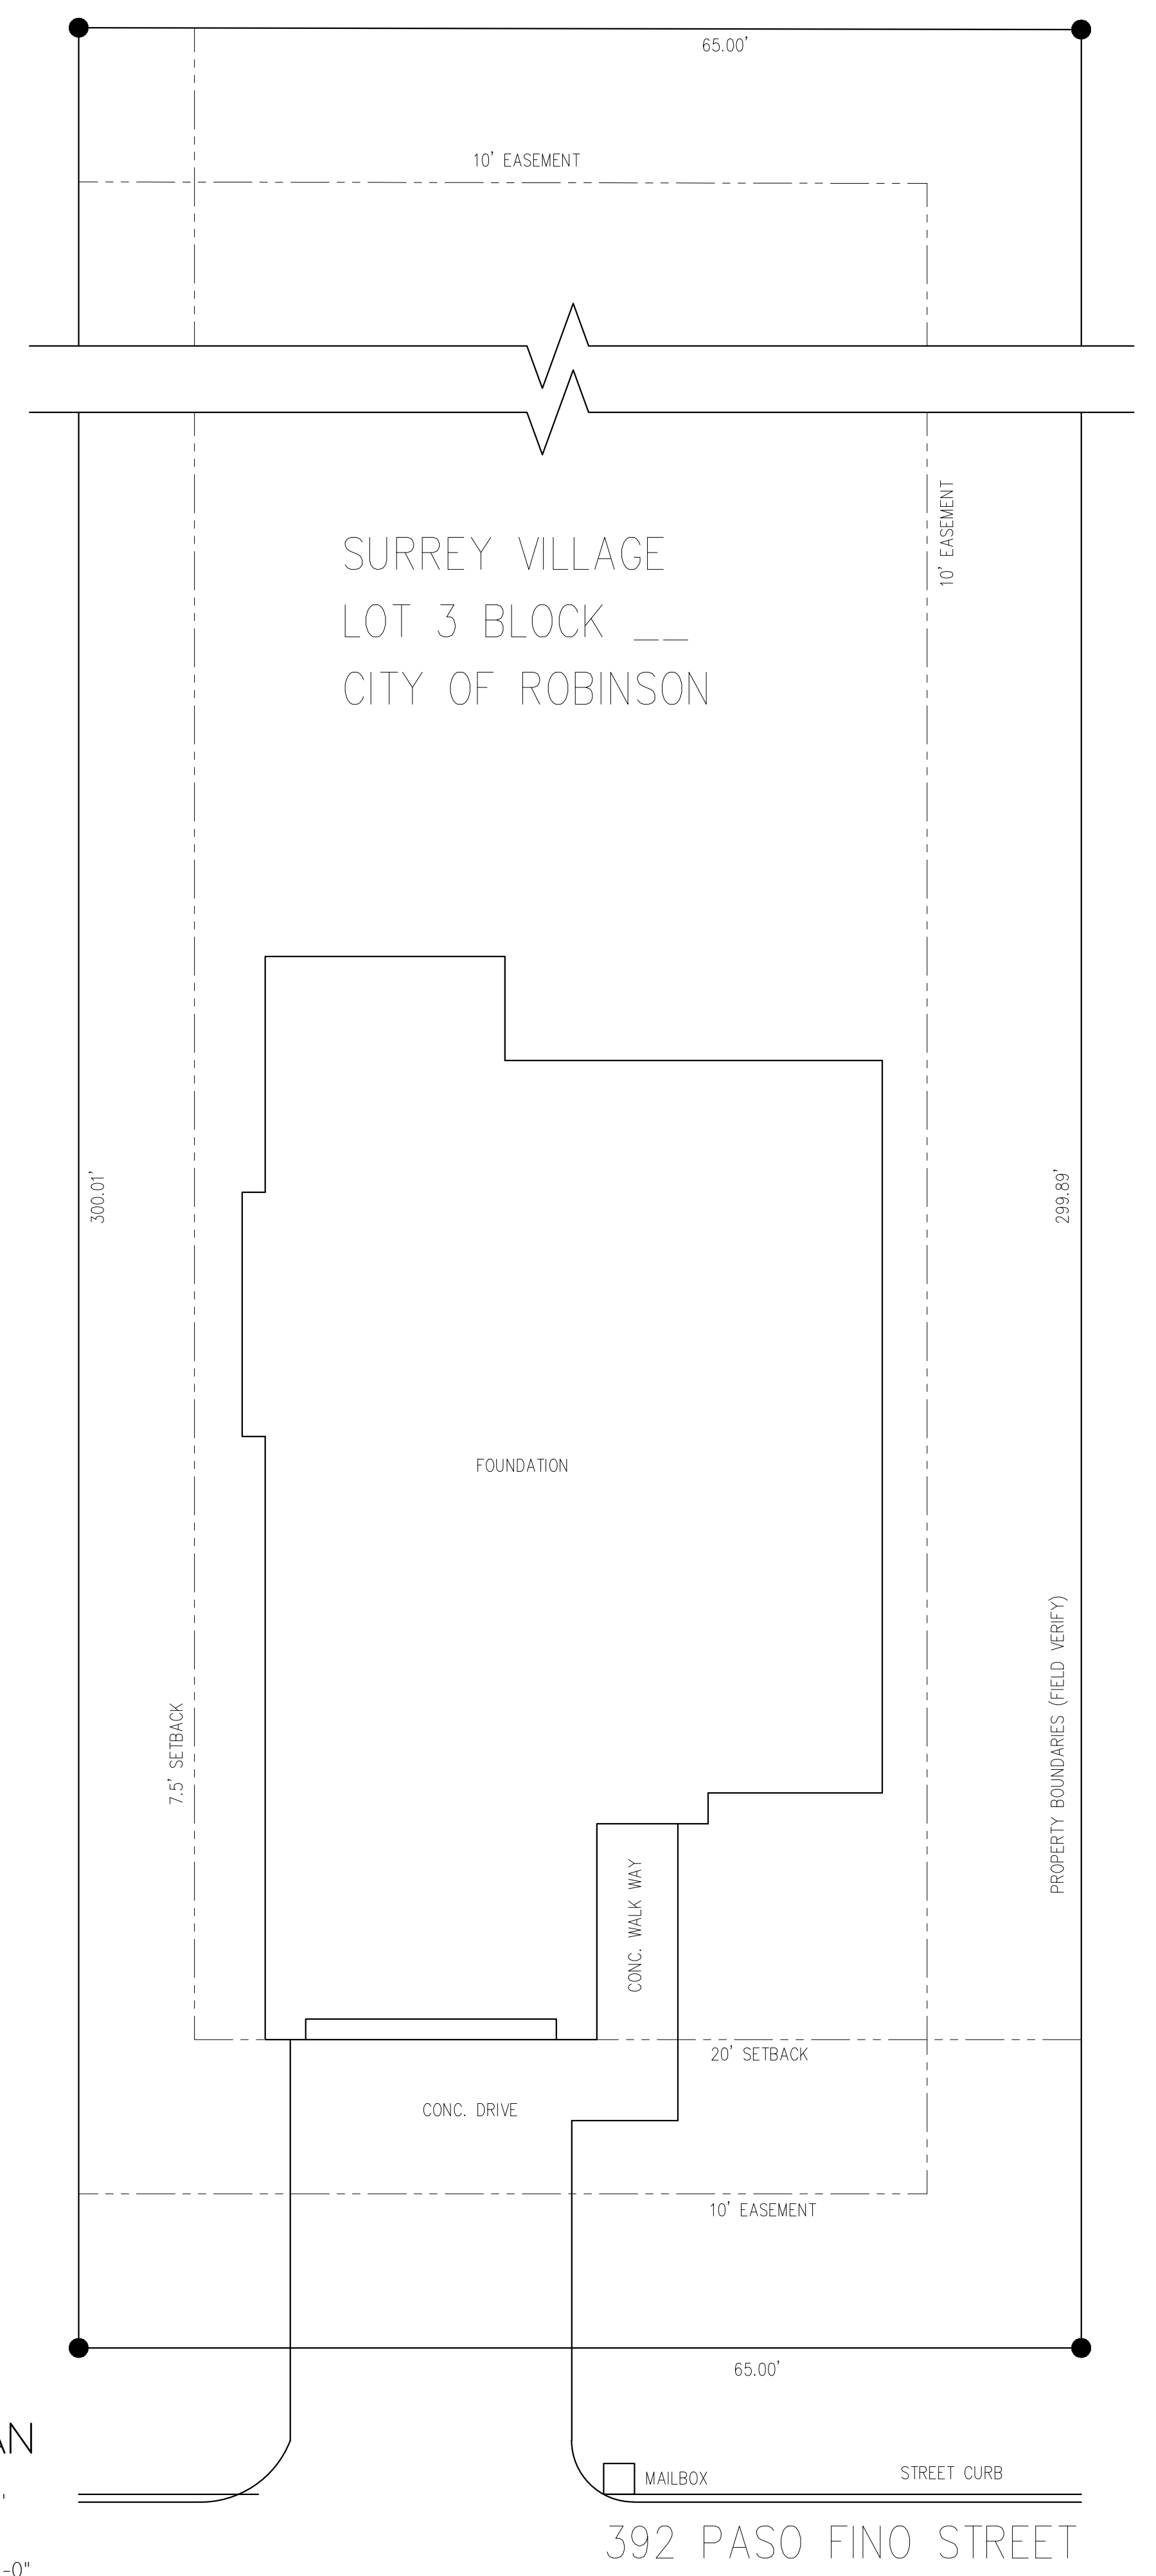 65.00'
10' EASEMENT
10' EASEMENT
SURREY VILLAGE
LOT 3 BLOCK __
CITY OF ROBINSON
300.01'
299.89'
FOUNDATION
PROPERTY BOUNDARIES (FIELD VERIFY)
7.5' SETBACK
CONC. WALK WAY
20' SETBACK
CONC. DRIVE
10' EASEMENT
65.00'
MAILBOX
STREET CURB
392 PASO FINO STREET